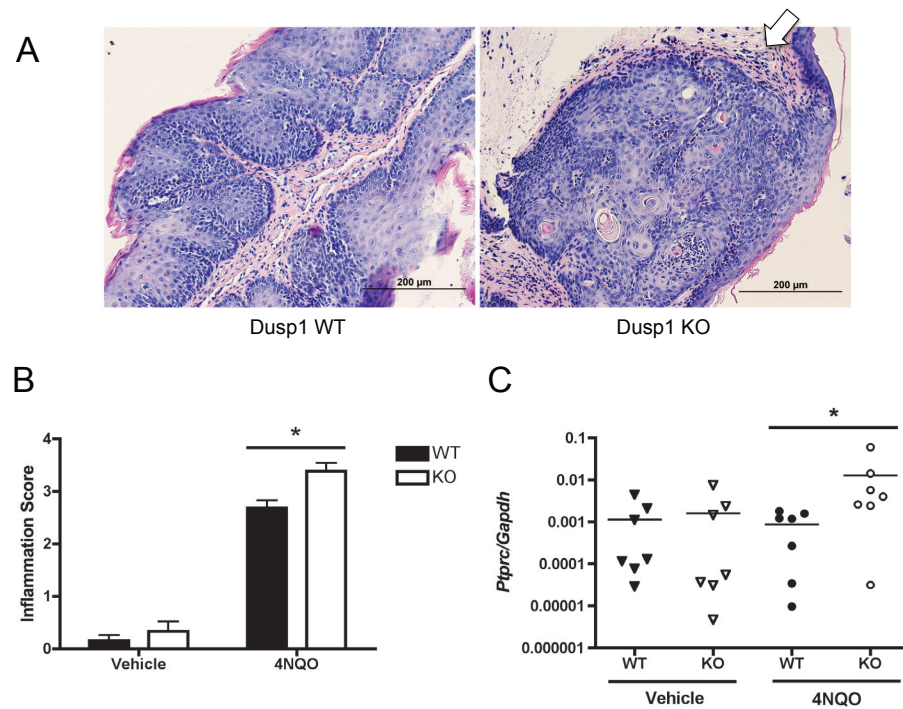 A
200 µm
200 µm
Dusp1 WT
Dusp1 KO
B
Inflammation Score
4
3
2
1
0
*
Vehicle
4NQO
WT
KO
C
Ptprc/Gapdh
0.1
0.01
0.001
0.0001
0.00001
0.000001
*
WT
KO
WT
KO
Vehicle
4NQO